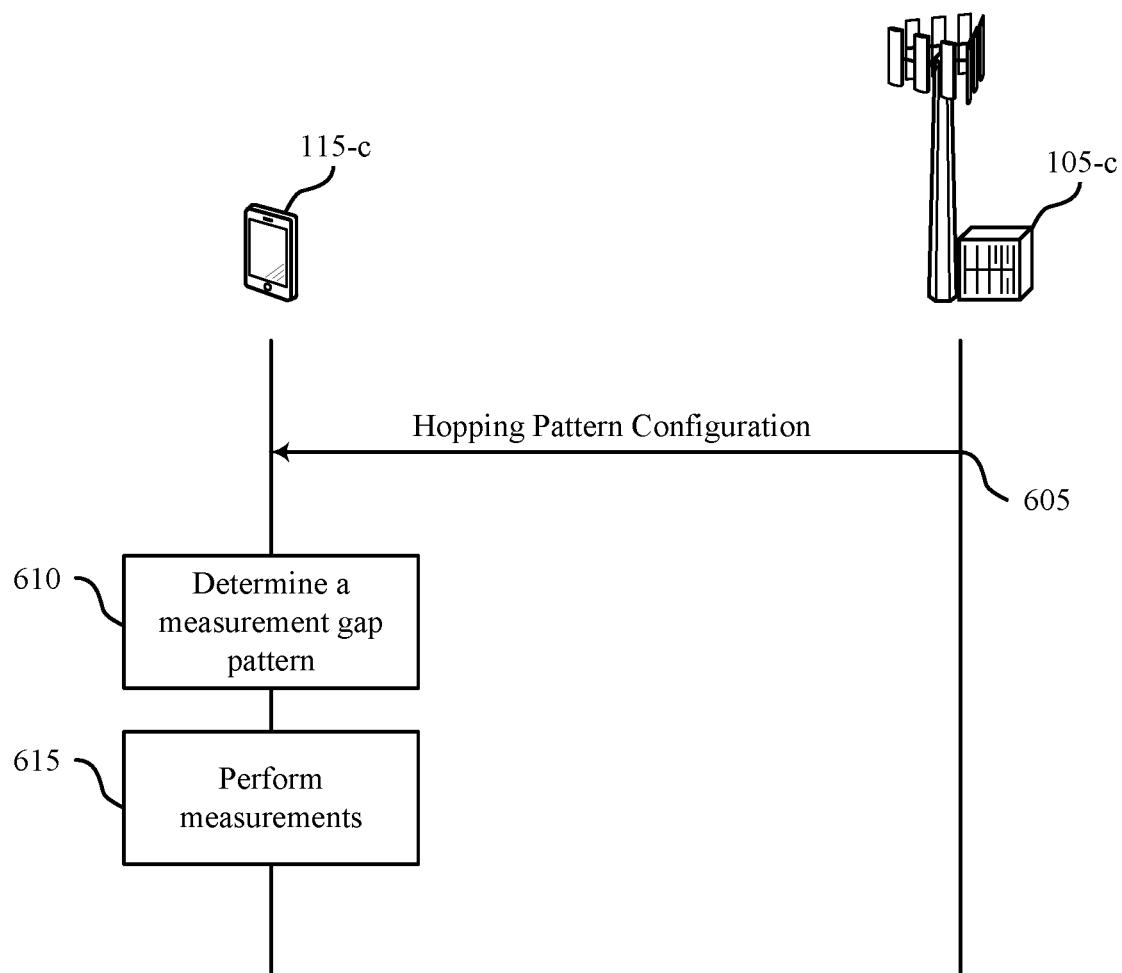 115-c
105-c
Hopping Pattern Configuration
605
610
Determine a
measurement gap
pattern
615
Perform
measurements